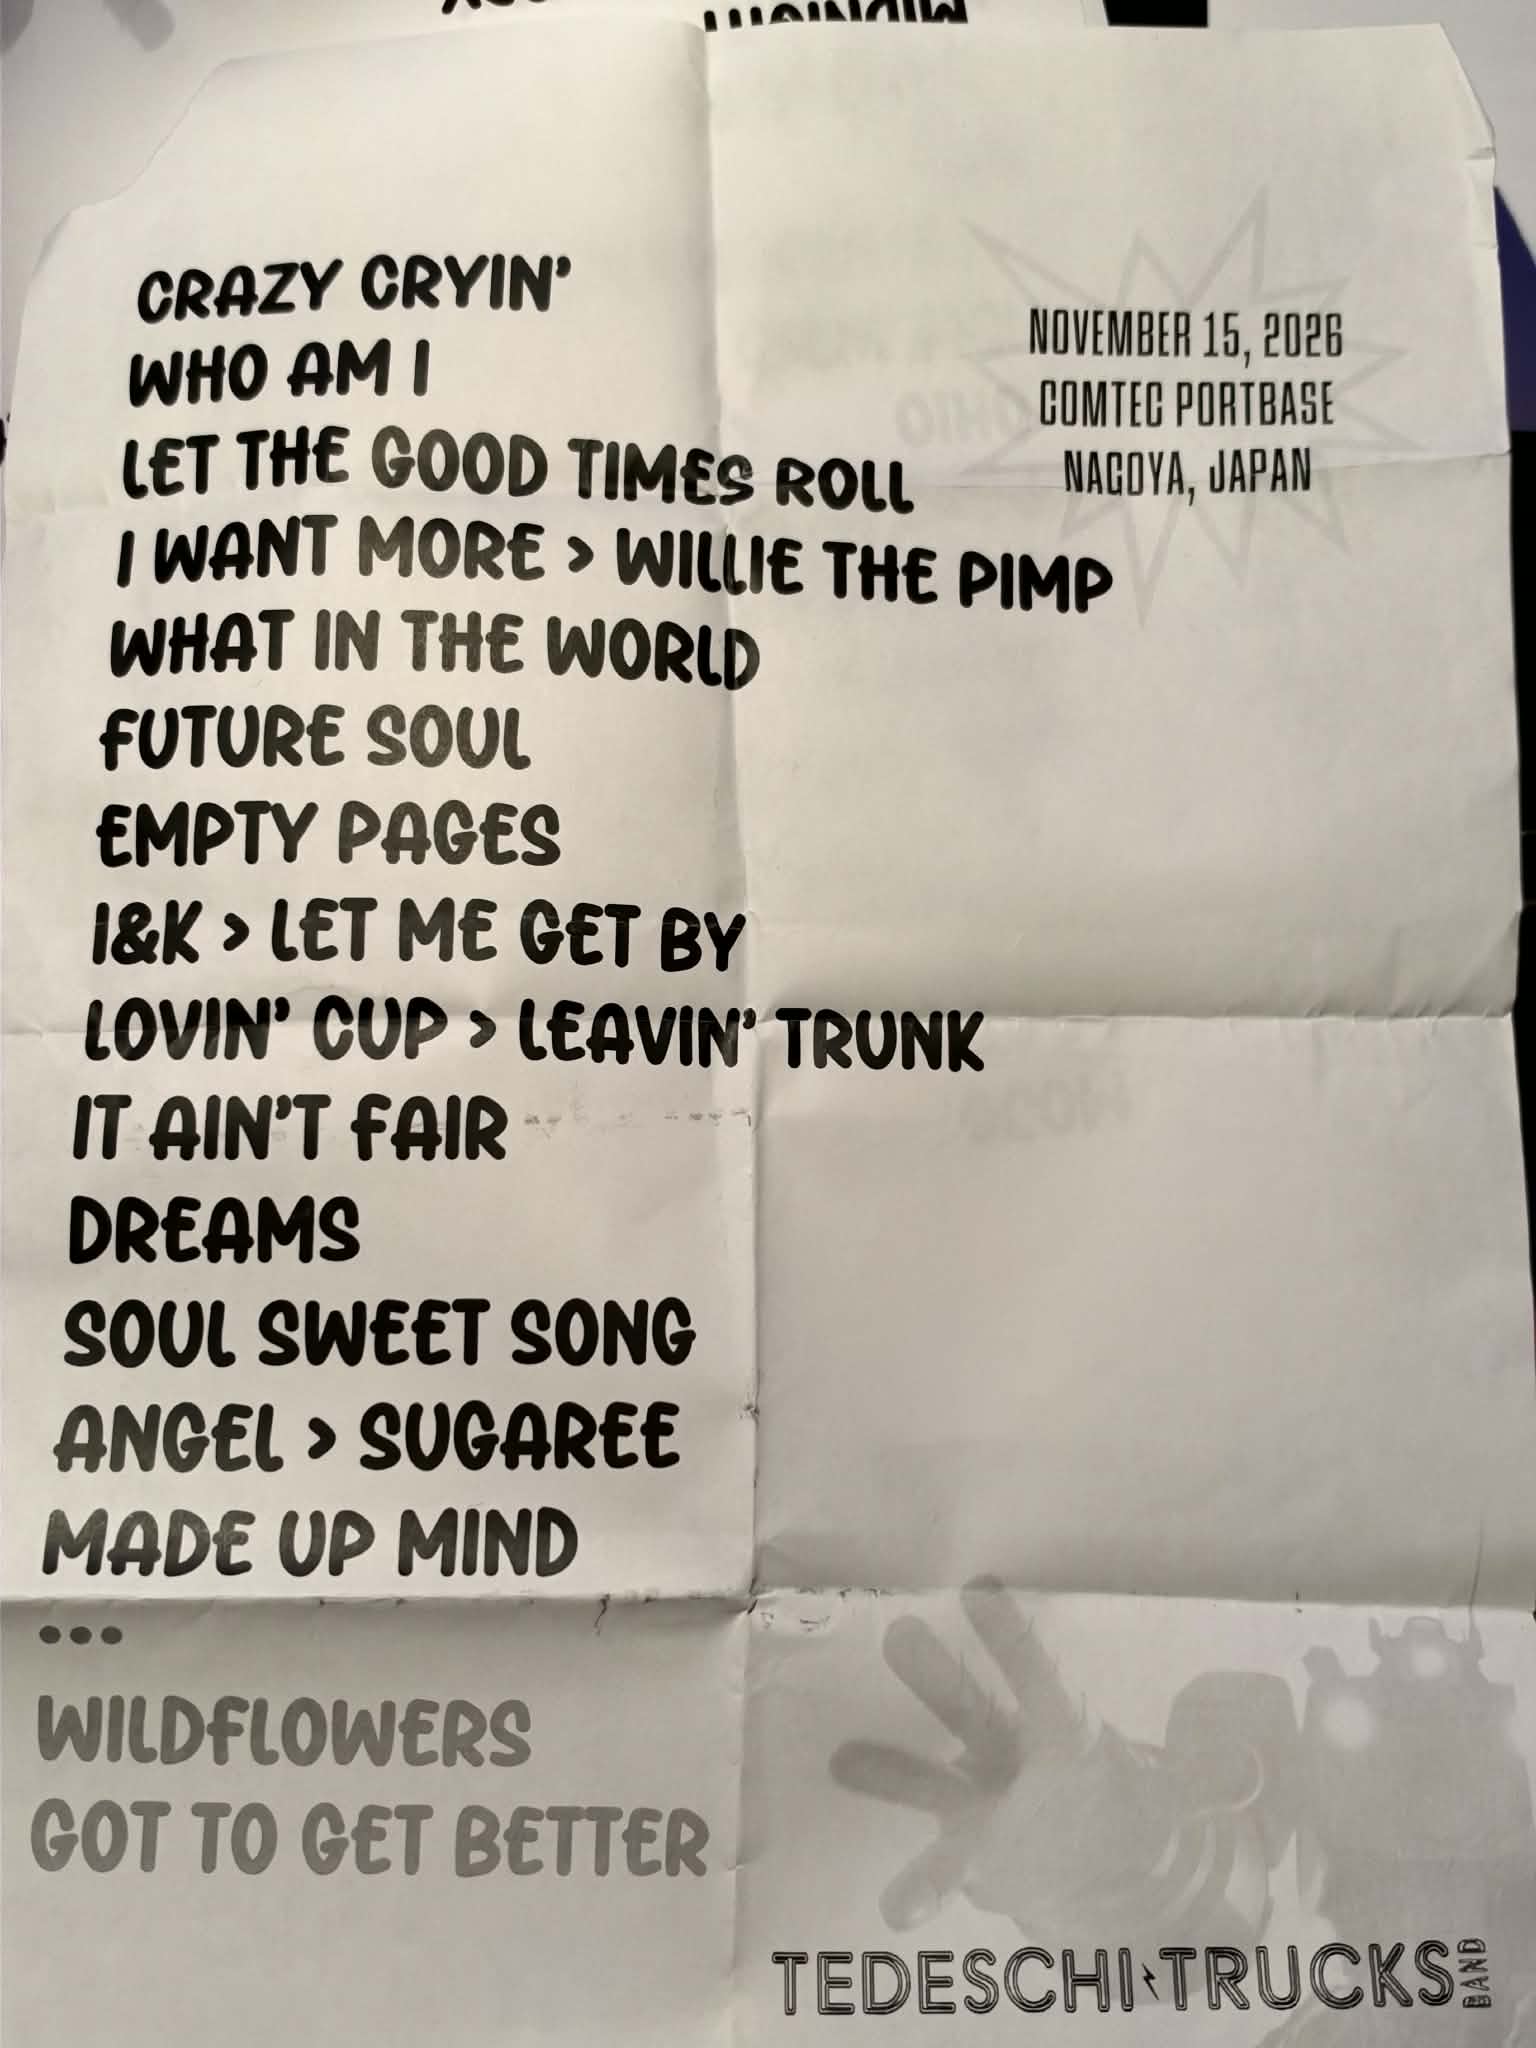 CRAZY CRYIN'
WHO AM I
LET THE GOOD TIMES ROLL
I WANT MORE > WILLIE THE PIMP
WHAT IN THE WORLD
FUTURE SOUL
EMPTY PAGES
I&K > LET ME GET BY
LOVIN' CUP > LEAVIN' TRUNK
IT AIN'T FAIR
DREAMS
SOUL SWEET SONG
ANGEL > SUGAREE
MADE UP MIND
...
WILDFLOWERS
GOT TO GET BETTER
NOVEMBER 15, 2026
COMTEC PORTBASE
NAGOYA, JAPAN
TEDESCHI TRUCKS BAND